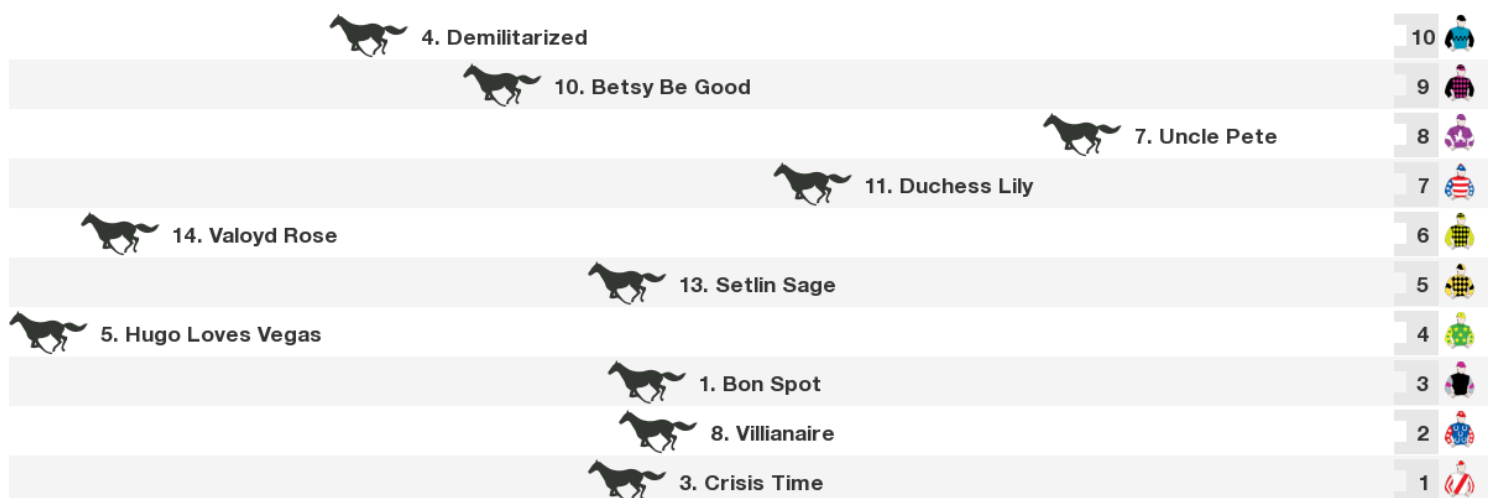 4. Demilitarized 10
10. Betsy Be Good 9
7. Uncle Pete 8
11. Duchess Lily 7
14. Valoyd Rose 6
13. Setlin Sage 5
5. Hugo Loves Vegas 4
1. Bon Spot 3
8. Villianaire 2
3. Crisis Time 1